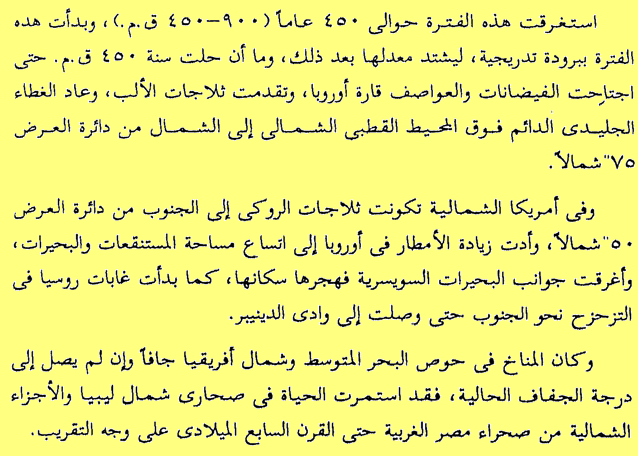 استغرقت هذه الفترة حوالى ٤٥٠ عاماً (٩٠٠-٤٥٠ ق.م.)، وبدأت هده
الفترة ببرودة تدريجية، ليشتد معدلها بعد ذلك، وما أن حلت سنة ٤٥٠ ق.م. حتى
اجتاحت الفيضانات والعواصف قارة أوروبا، وتقدمت ثلاجات الألب، وعاد الغطاء
الجليدى الدائم فوق المحيط القطبي الشمالى إلى الشمال من دائرة العرض
٧٥° شمالاً.
وفى أمريكا الشمالية تكونت ثلاجات الروكى إلى الجنوب من دائرة العرض
٥٠° شمالاً، وأدت زيادة الأمطار فى أوروبا إلى اتساع مساحة المستنقعات والبحيرات،
وأغرقت جوانب البحيرات السويسرية فهجرها سكانها، كما بدأت غابات روسيا فى
التزحزح نحو الجنوب حتى وصلت إلى وادى الدينيبر.
وكان المناخ فى حوص البحر المتوسط وشمال أفريقيا جافاً وإن لم يصل إلى
درجة الجفاف الحالية، فقد استمرت الحياة فى صحارى شمال ليبيا والأجزاء
الشمالية من صحراء مصر الغربية حتى القرن السابع الميلادى على وجه التقريب.